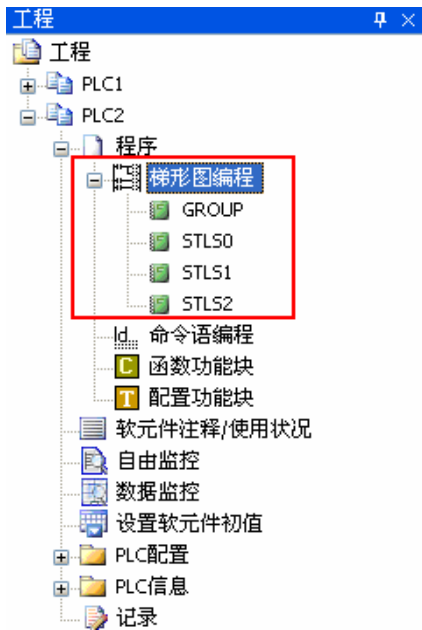 工程
工程
PLC1
PLC2
程序
梯形图编程
GROUP
STLS0
STLS1
STLS2
命令语编程
函数功能块
配置功能块
软元件注释/使用状况
自由监控
数据监控
设置软元件初值
PLC配置
PLC信息
记录